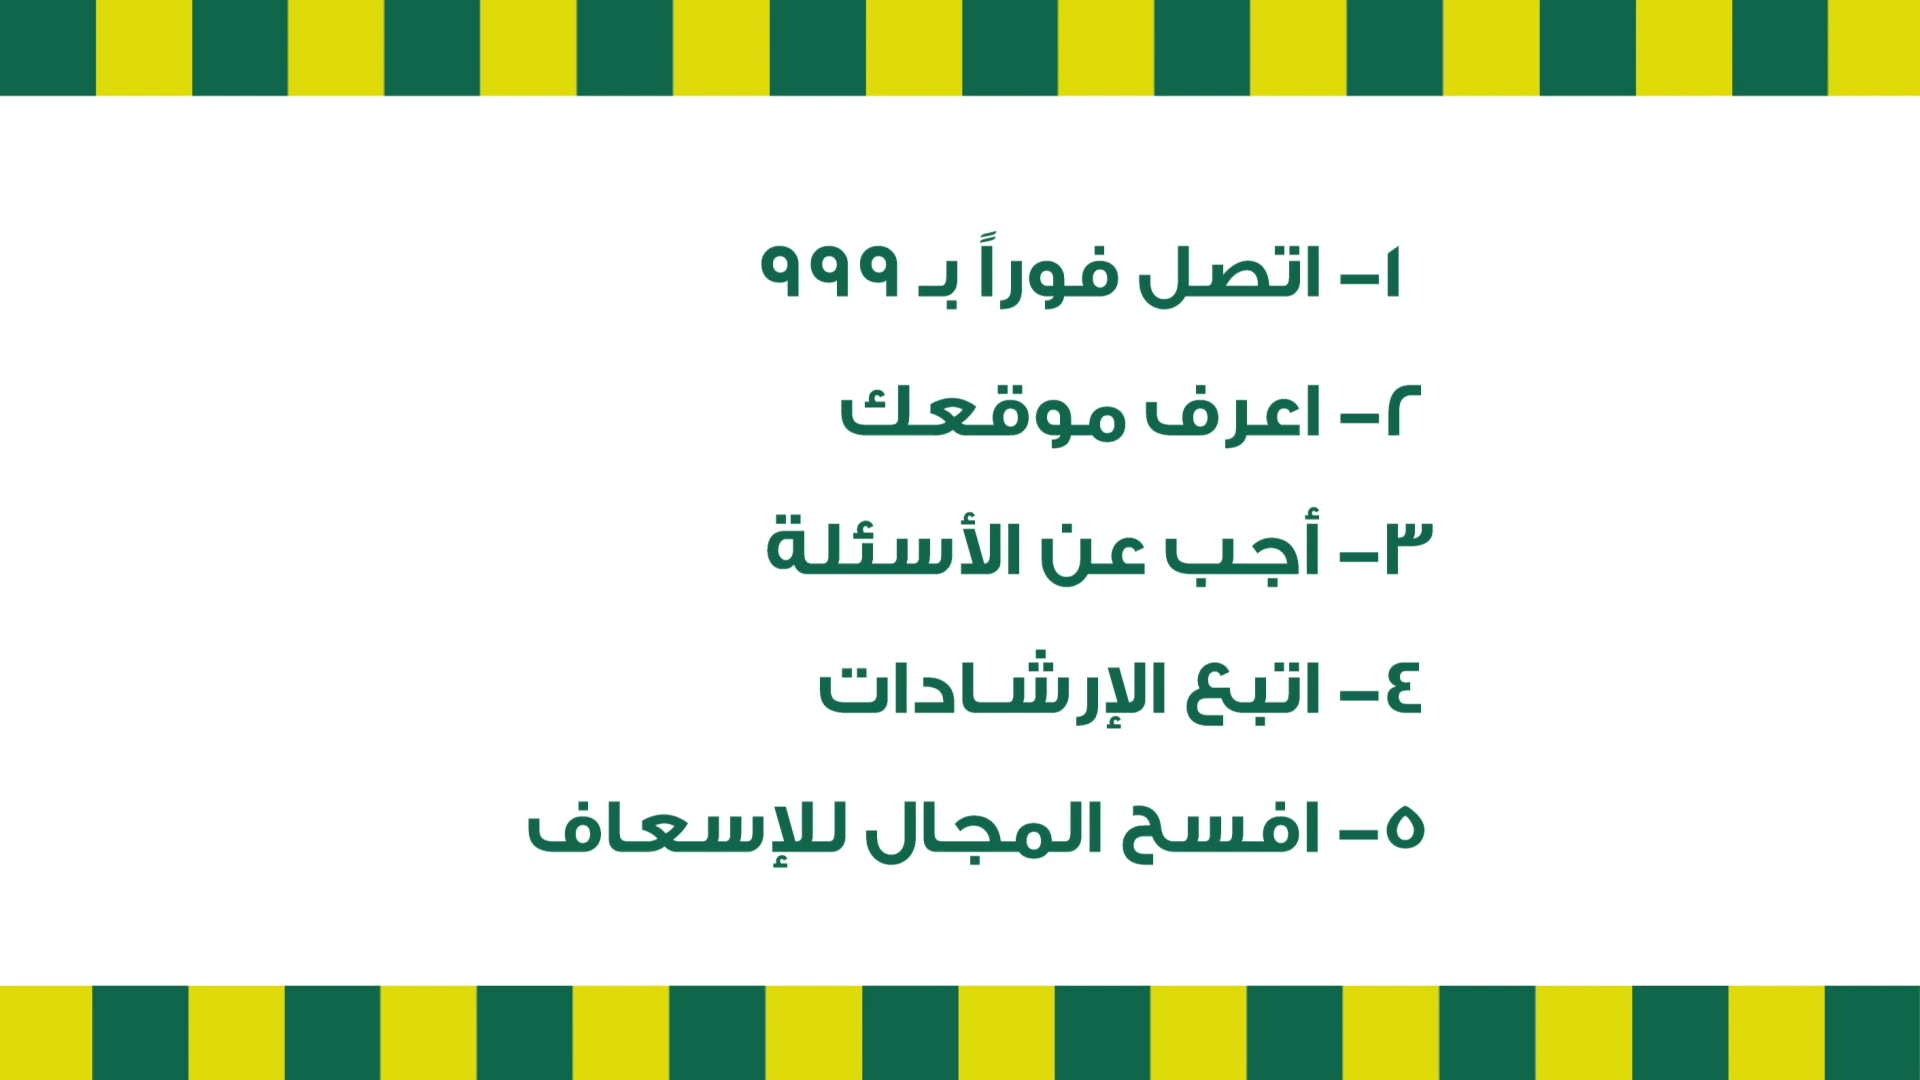 ١– اتصل فوراً بـ ٩٩٩
٢– اعرف موقعك
٣– أجب عن الأسئلة
٤– اتبع الإرشادات
٥– افسح المجال للإسعاف